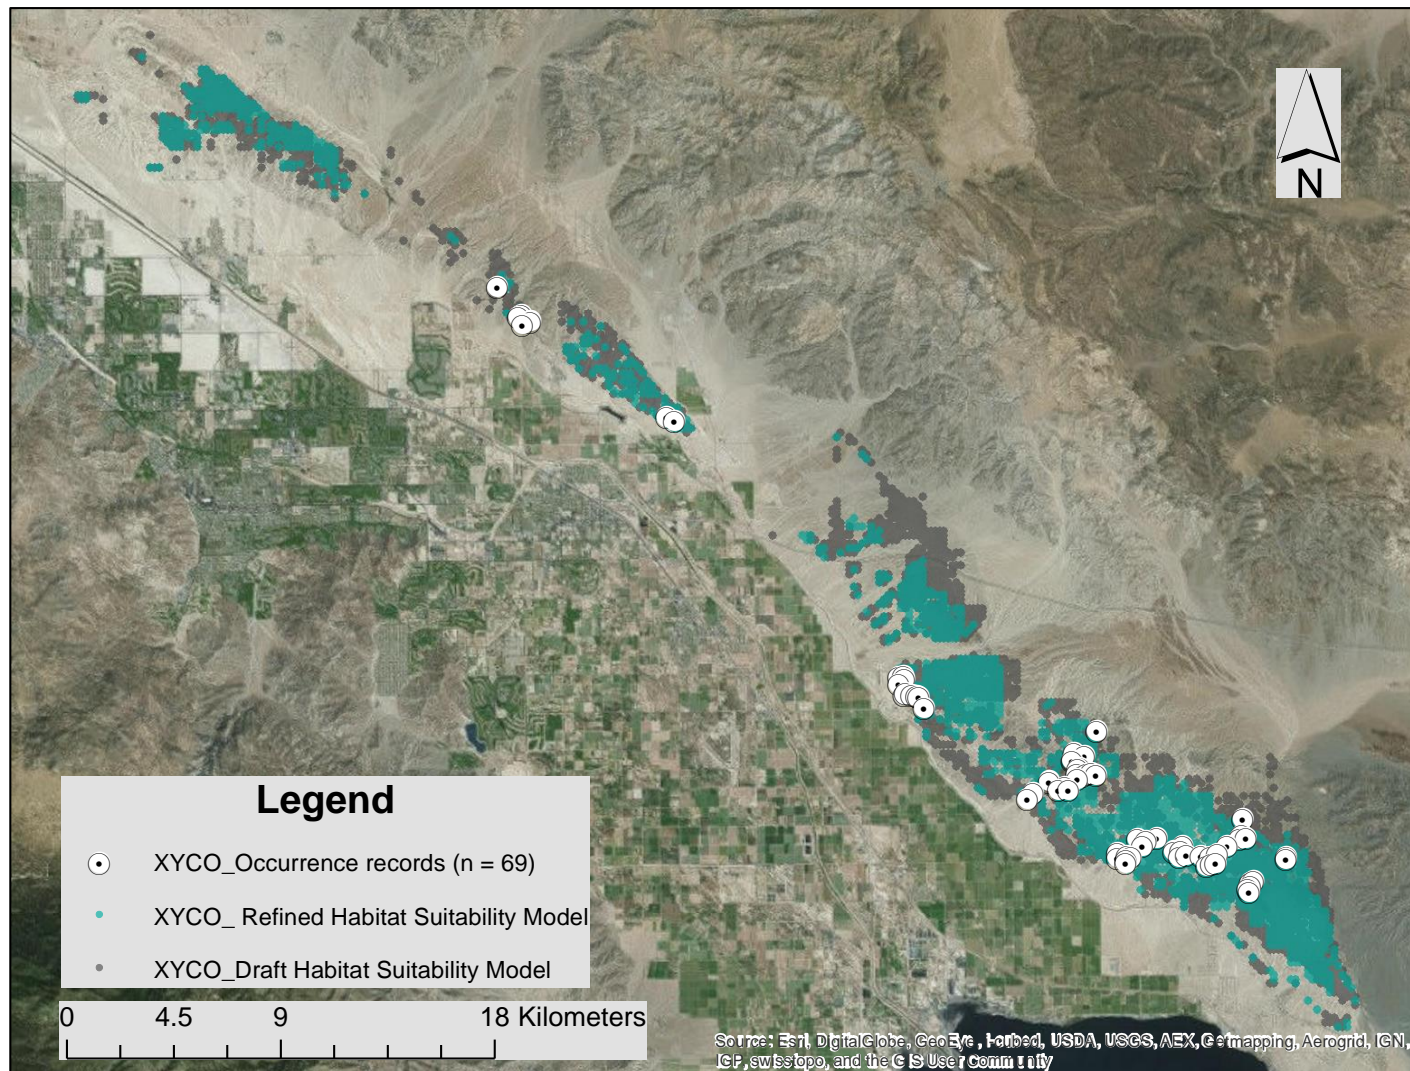 N
Legend
XYCO_Occurrence records (n = 69)
XYCO_ Refined Habitat Suitability Model
XYCO_Draft Habitat Suitability Model
0 4.5 9 18 Kilometers
Source: Esri, DigitalGlobe, GeoEye, i-cubed, USDA, USGS, AEX, Getmapping, Aerogrid, IGN,
IGP, swisstopo, and the GIS User Community